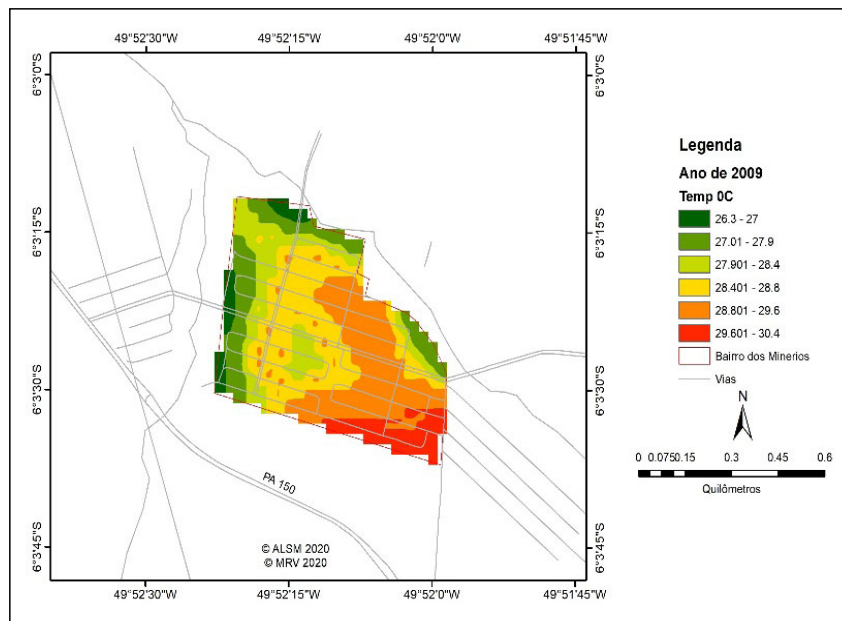 49°52'30"W 49°52'15"W 49°52'0"W 49°51'45"W
6°3'0"S 6°3'0"S
6°3'15"S 6°3'15"S
6°3'30"S 6°3'30"S
6°3'45"S 6°3'45"S
PA 150
© ALSM 2020
© MRV 2020
49°52'30"W 49°52'15"W 49°52'0"W 49°51'45"W
Legenda
Ano de 2009
Temp 0C
26.3 - 27
27.01 - 27.9
27.901 - 28.4
28.401 - 28.8
28.801 - 29.6
29.601 - 30.4
Bairro dos Minerios
Vias
N
0 0.075 0.15 0.3 0.45 0.6
Quilômetros